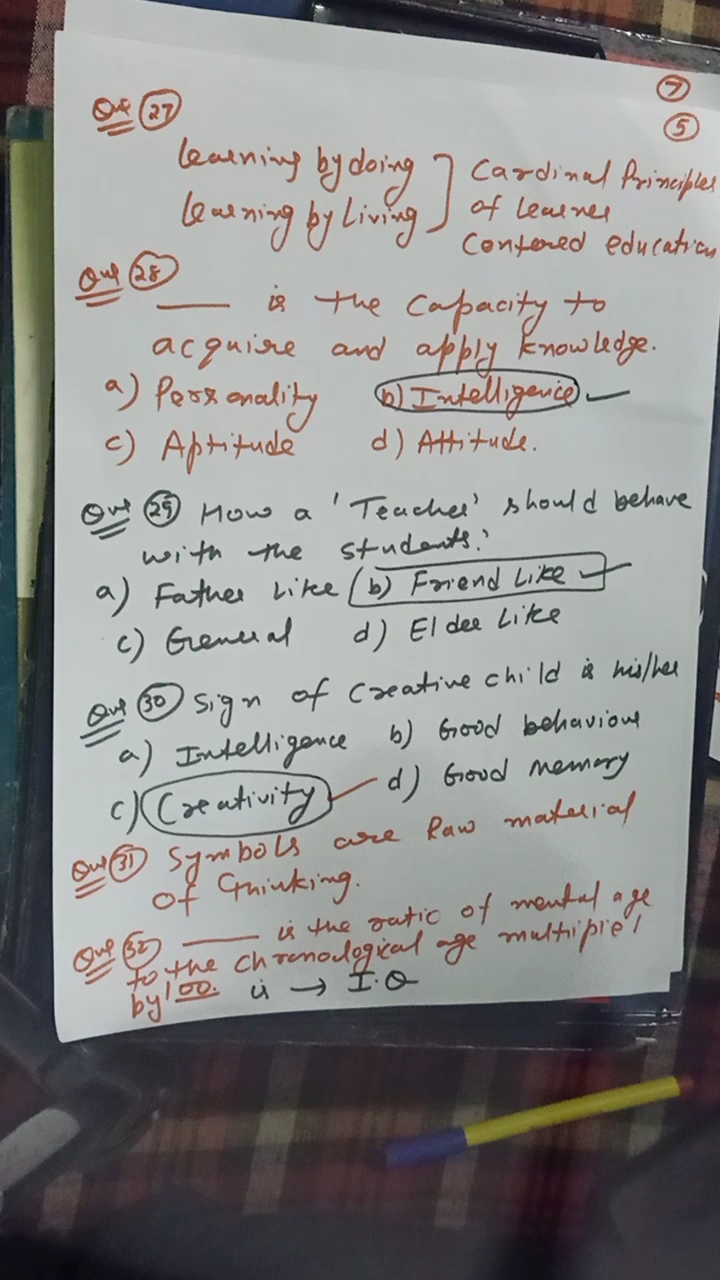 7
5
Que 27
Learning by doing ] Cardinal Principles
Learning by Living of Learner
Centered education
Que 28
____ is the capacity to
acquire and apply knowledge.
a) Personality b) Intelligence ✓
c) Aptitude d) Attitude.
Que 29 How a 'Teacher' should behave
with the students?
a) Father Like b) Friend Like ✓
c) General d) Elder Like
Que 30 Sign of Creative child is his/her
a) Intelligence b) Good behaviour
c) Creativity ✓ d) Good memory
Que 31 Symbols are Raw material
of thinking.
Que 32 ____ is the ratio of mental age
to the chronological age multiple
by 100. is → I.Q